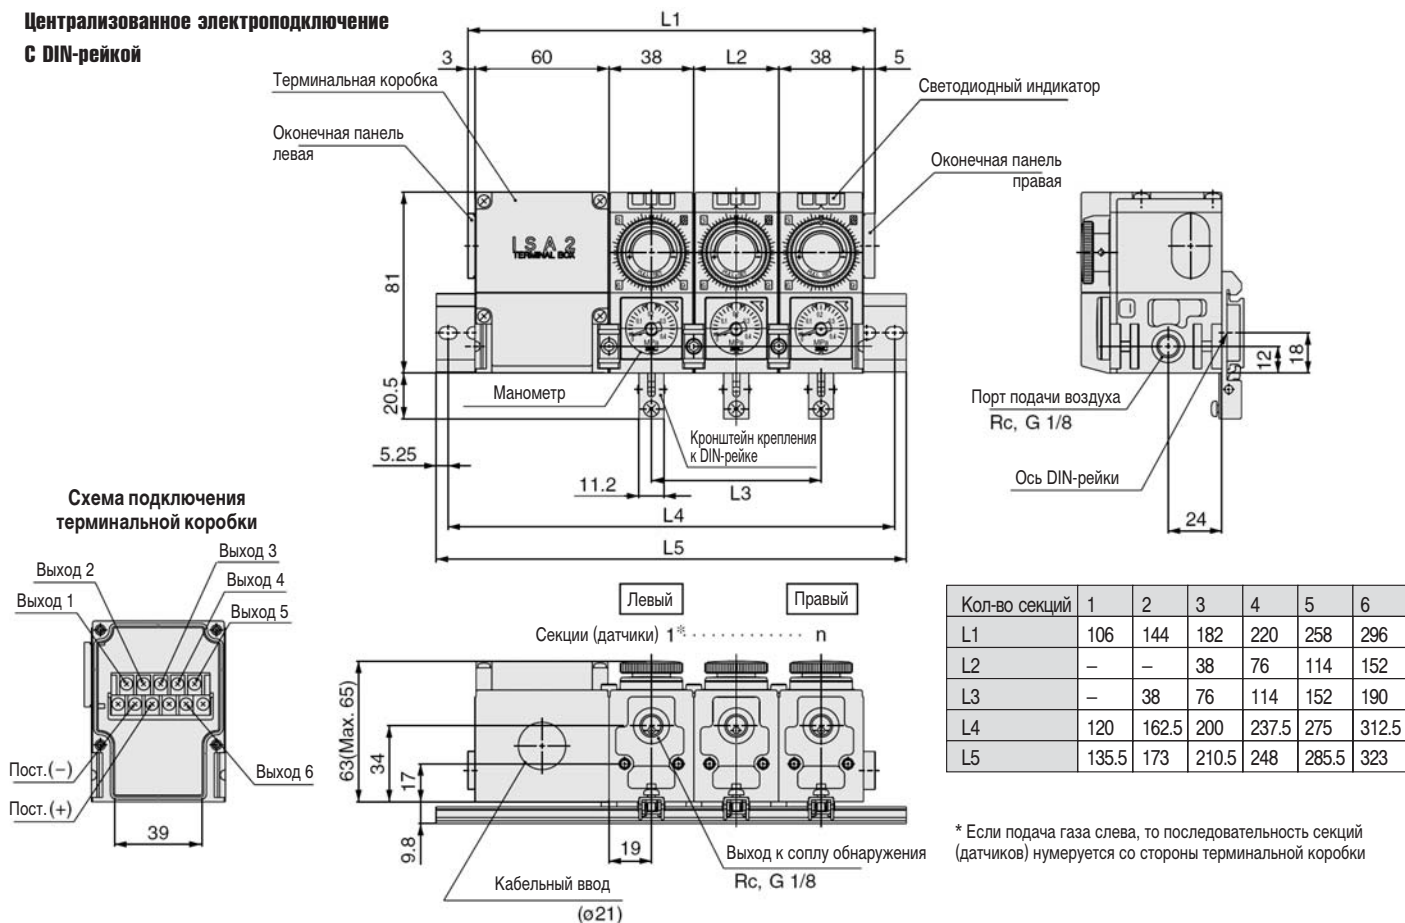 Централизованное электроподключение
С DIN-рейкой
L1
3
60
38
L2
38
5
Терминальная коробка
Светодиодный индикатор
Оконечная панель
левая
Оконечная панель
правая
ISA2
TERMINAL BOX
MPa
MPa
MPa
81
20.5
5.25
Манометр
Кронштейн крепления
к DIN-рейке
11.2
L3
L4
L5
Порт подачи воздуха
Rc, G 1/8
Ось DIN-рейки
12
18
24
Схема подключения
терминальной коробки
Выход 3
Выход 2
Выход 4
Выход 1
Выход 5
Пост.(−)
Выход 6
Пост.(+)
39
Левый
Правый
Секции (датчики) 1* n
63(Max. 65)
34
17
9.8
19
Выход к соплу обнаружения
Rc, G 1/8
Кабельный ввод
(ø21)
Кол-во секций 1 2 3 4 5 6
L1 106 144 182 220 258 296
L2 – – 38 76 114 152
L3 – 38 76 114 152 190
L4 120 162.5 200 237.5 275 312.5
L5 135.5 173 210.5 248 285.5 323
* Если подача газа слева, то последовательность секций
(датчиков) нумеруется со стороны терминальной коробки